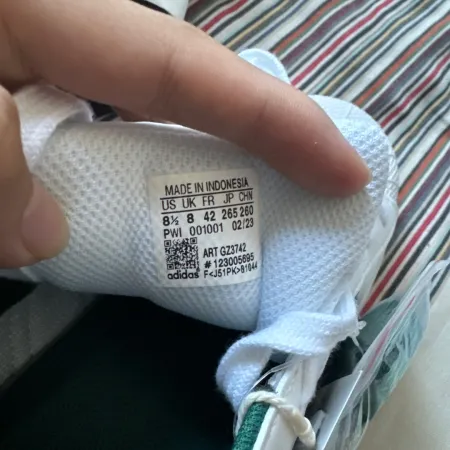 MADE IN INDONESIA
US UK FR JP CHN
8½ 8 42 265 260
PWI 001001 02/23
ART GZ3742
# 123005695
adidas F<J51PK>81044